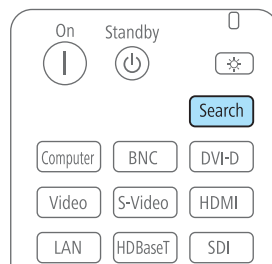 On Standby
Search
Computer BNC DVI-D
Video S-Video HDMI
LAN HDBaseT SDI